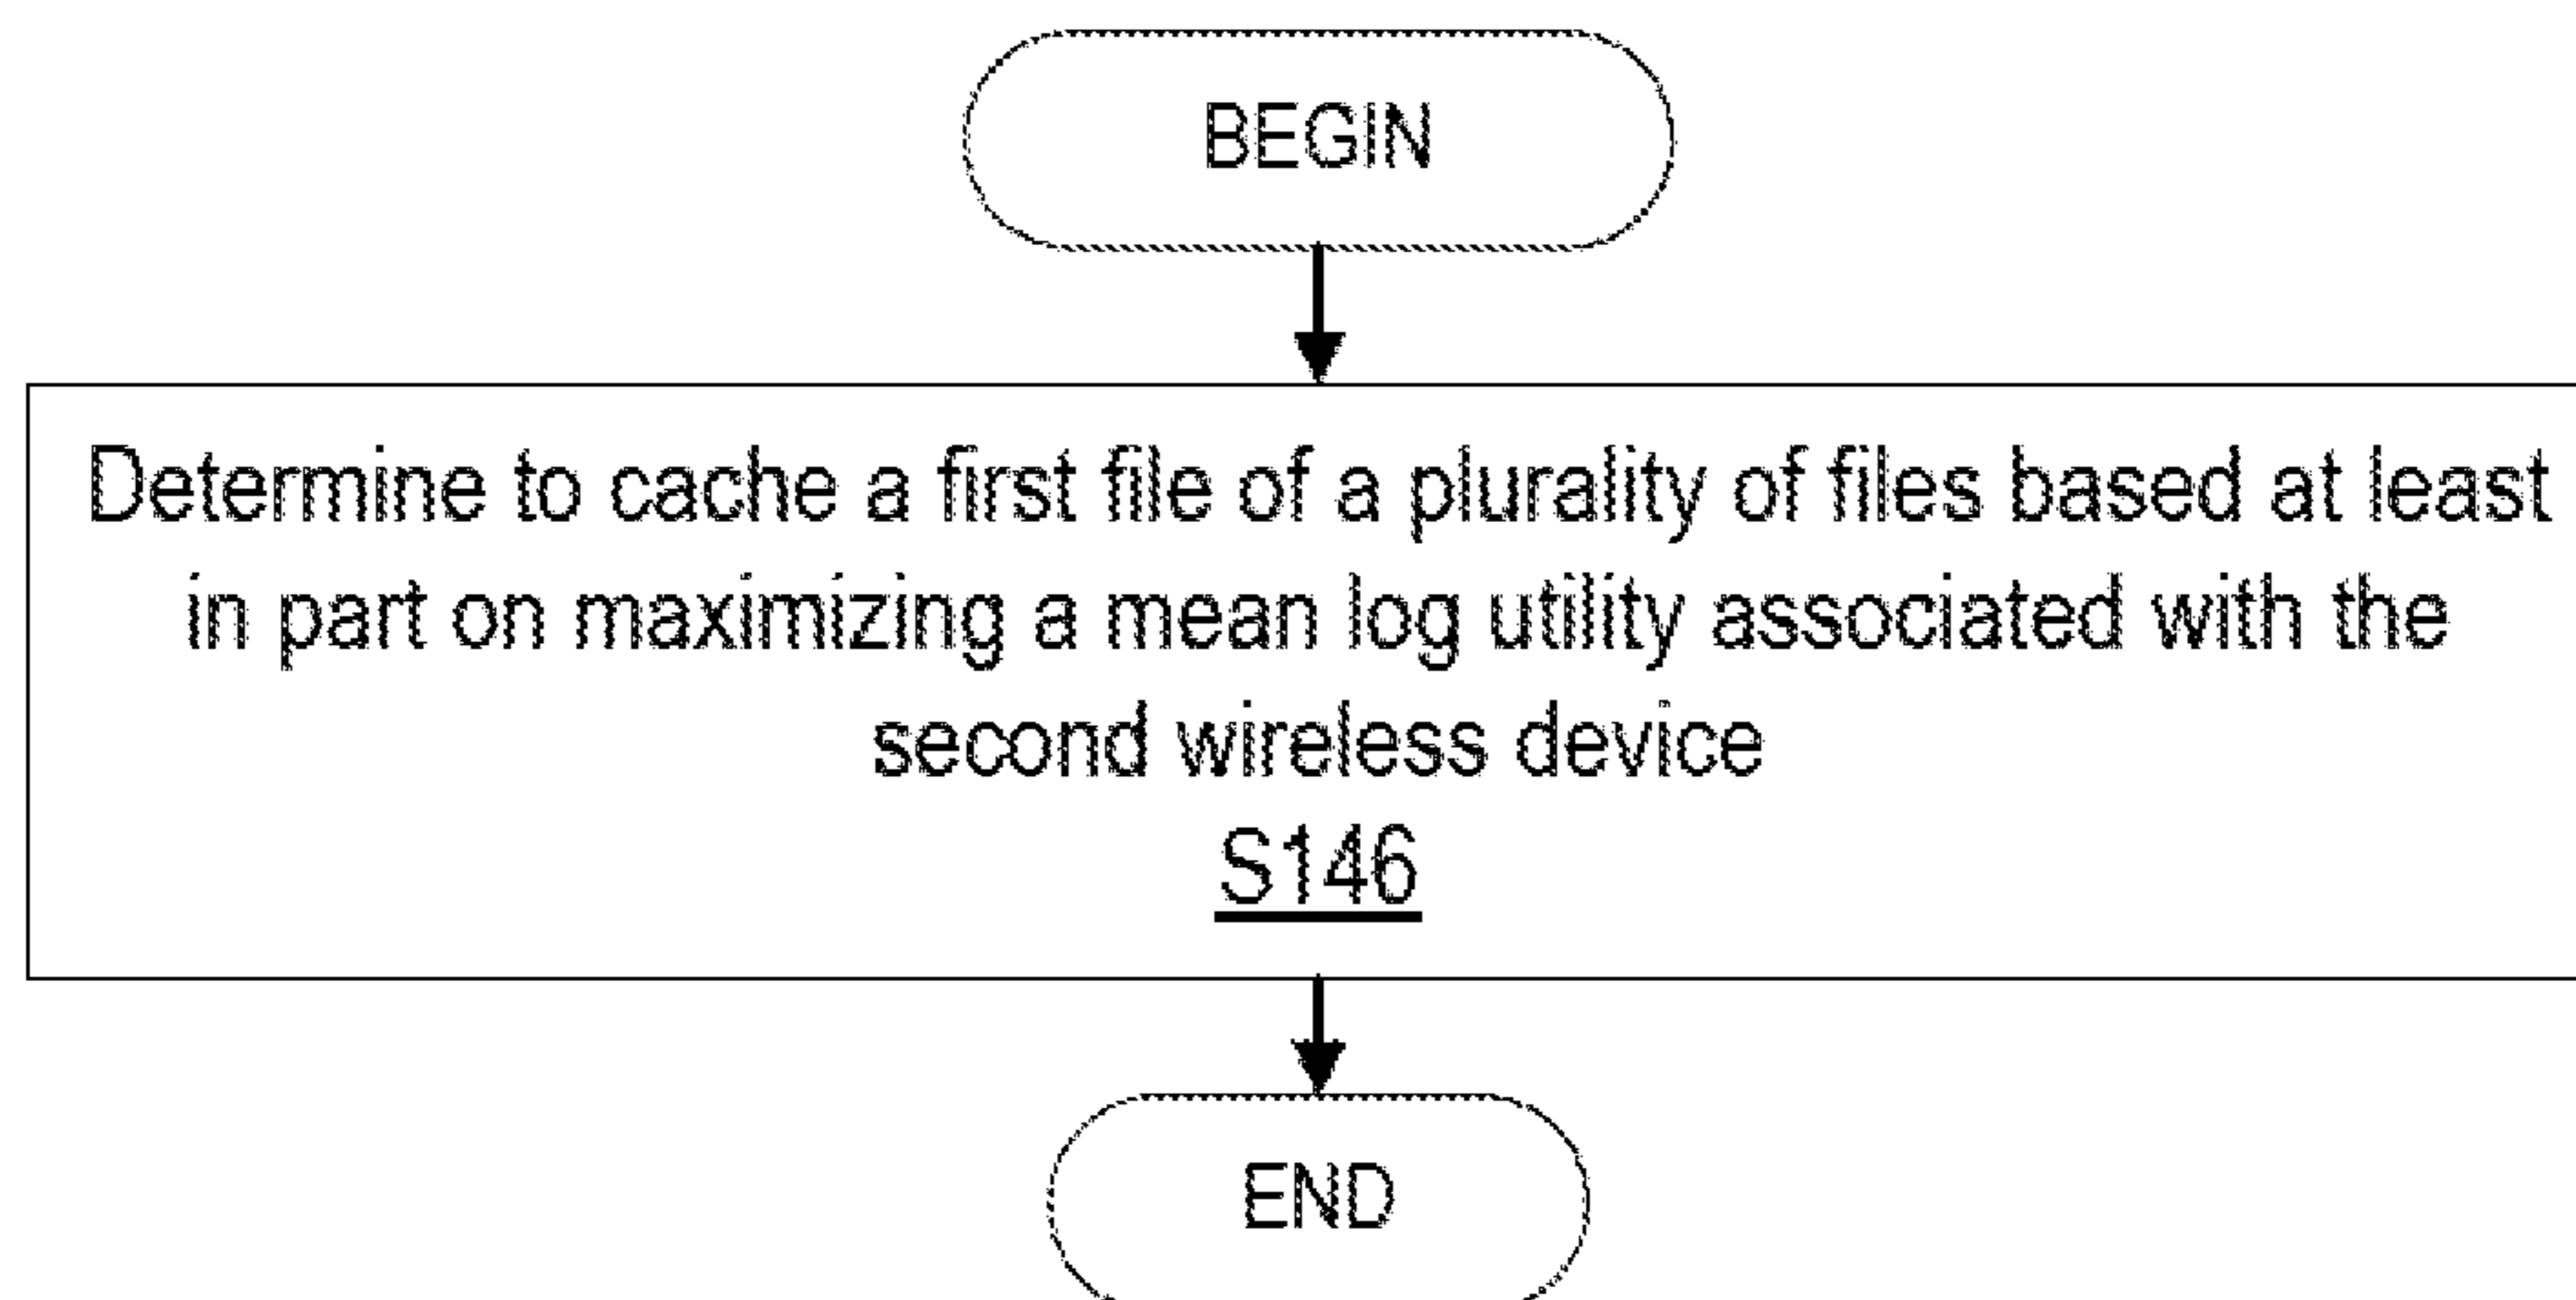 BEGIN
Determine to cache a first file of a plurality of files based at least
in part on maximizing a mean log utility associated with the
second wireless device
S146
END